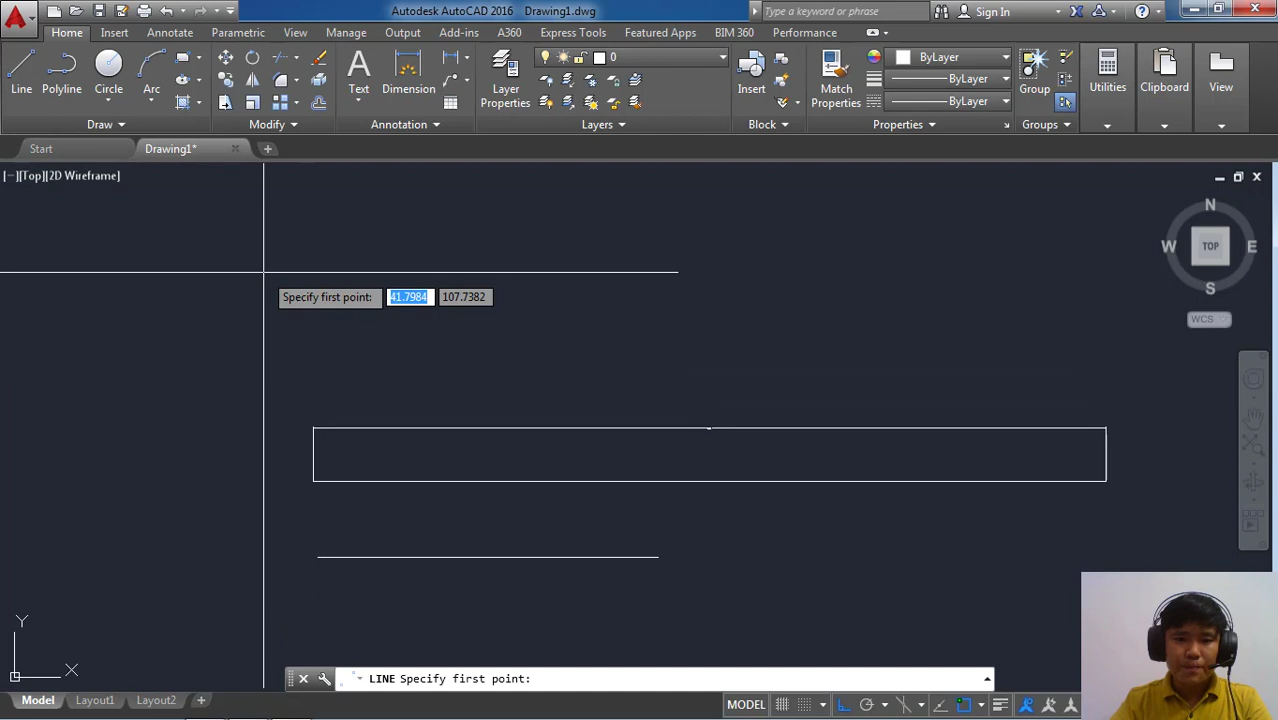 Autodesk AutoCAD 2016 Drawing1.dwg
Type a keyword or phrase
Sign In
Home Insert Annotate Parametric View Manage Output Add-ins A360 Express Tools Featured Apps BIM 360 Performance
Line Polyline Circle Arc
Text Dimension
Layer Properties
0
Insert
Match Properties
ByLayer
ByLayer
ByLayer
Group
Utilities Clipboard View
Draw Modify Annotation Layers Block Properties Groups
Start Drawing1*
[−][Top][2D Wireframe]
N
W TOP E
S
WCS
Specify first point: 41.7984 107.7382
Y
X
LINE Specify first point:
Model Layout1 Layout2
MODEL